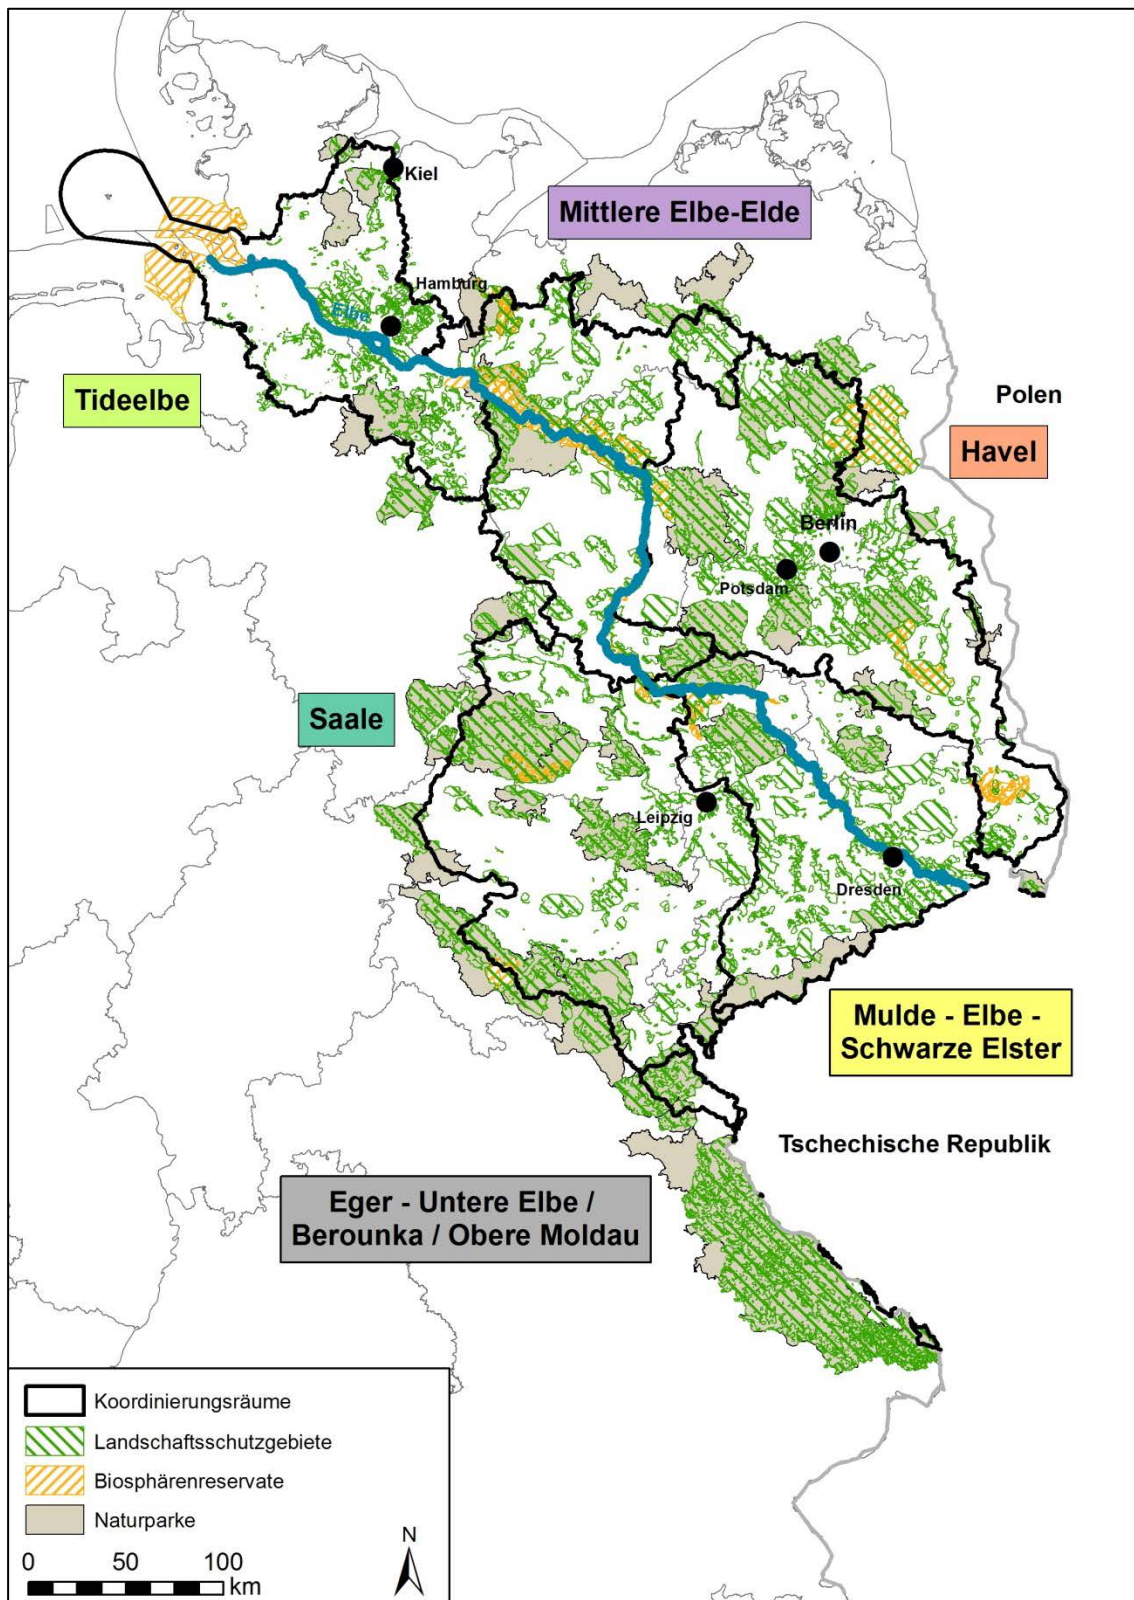 Kiel
Mittlere Elbe-Elde
Hamburg
Elbe
Tideelbe
Polen
Havel
Berlin
Potsdam
Saale
Leipzig
Dresden
Mulde - Elbe -
Schwarze Elster
Tschechische Republik
Eger - Untere Elbe /
Berounka / Obere Moldau
Koordinierungsräume
Landschaftsschutzgebiete
Biosphärenreservate
Naturparke
N
0 50 100
km